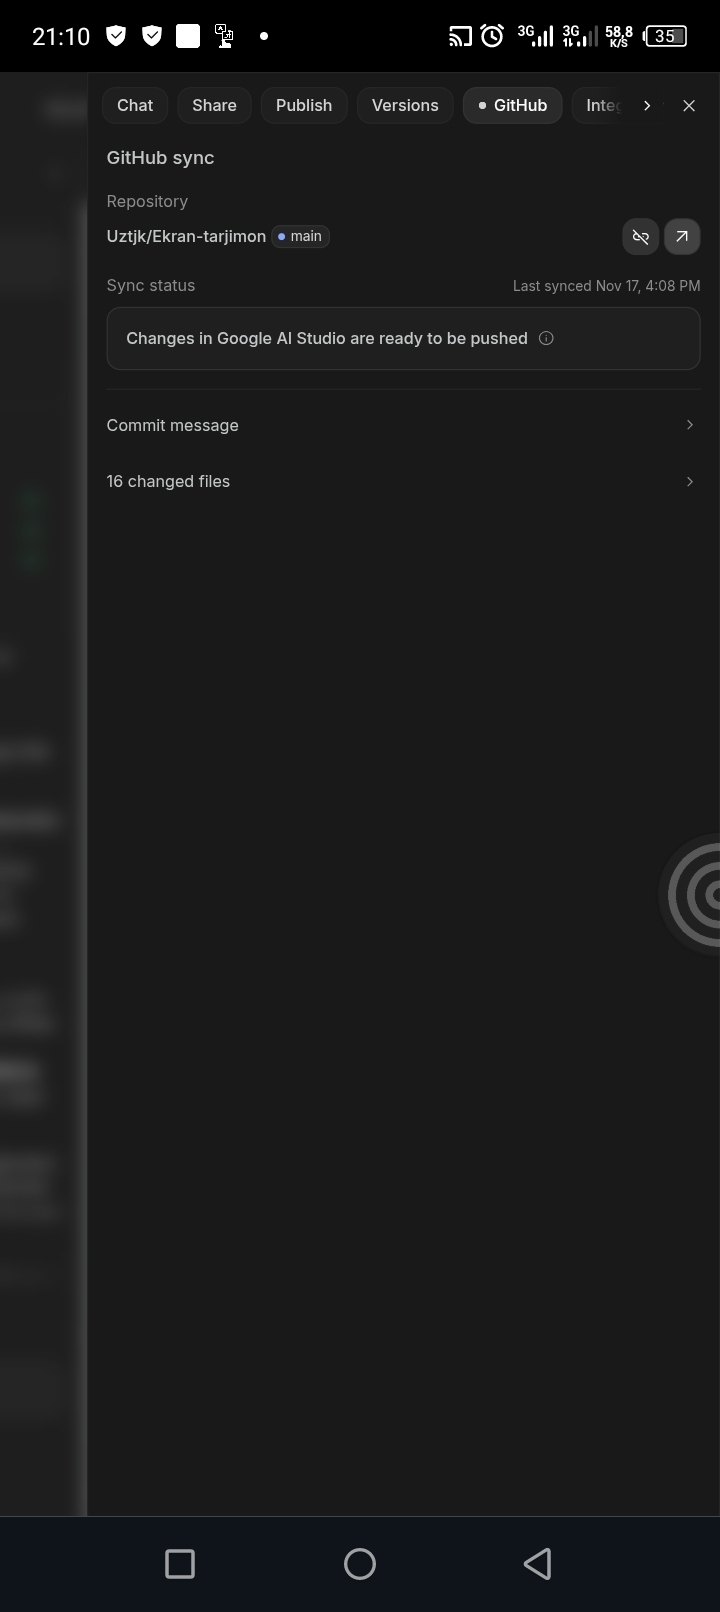 21:10
3G
3G
58,8
K/S
35
Chat
Share
Publish
Versions
GitHub
GitHub sync
Repository
Uztjk/Ekran-tarjimon
main
Sync status
Last synced Nov 17, 4:08 PM
Changes in Google AI Studio are ready to be pushed
Commit message
16 changed files